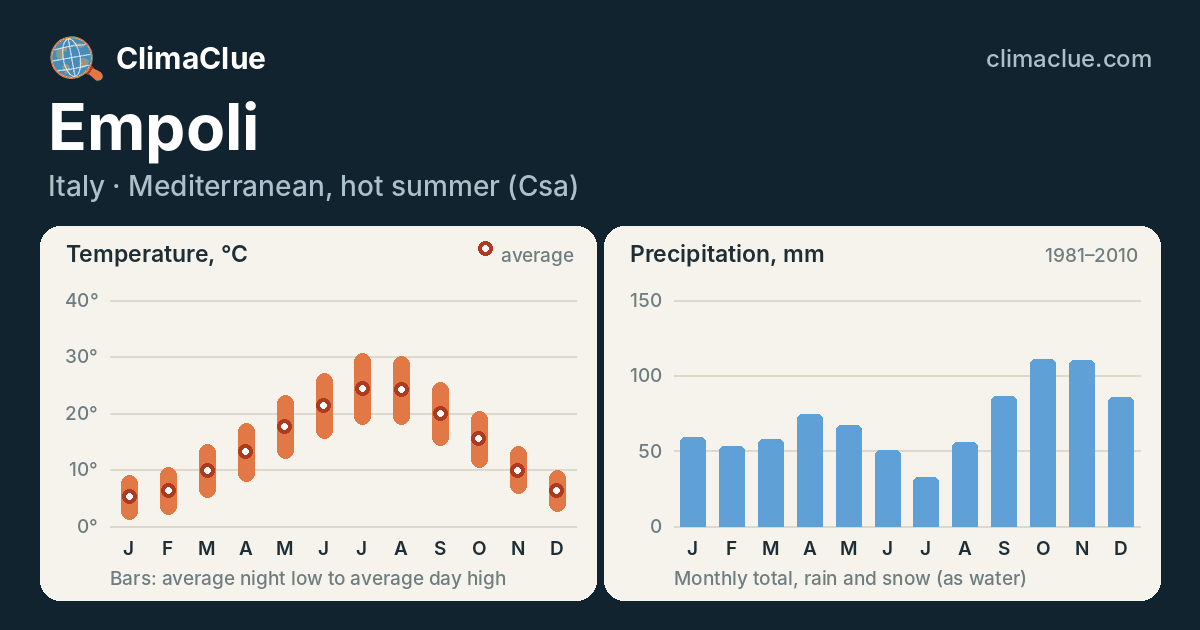 ClimaClue
climaclue.com
Empoli
Italy · Mediterranean, hot summer (Csa)
Temperature, °C
average
40°
30°
20°
10°
0°
J F M A M J J A S O N D
Bars: average night low to average day high
Precipitation, mm
1981–2010
150
100
50
0
J F M A M J J A S O N D
Monthly total, rain and snow (as water)